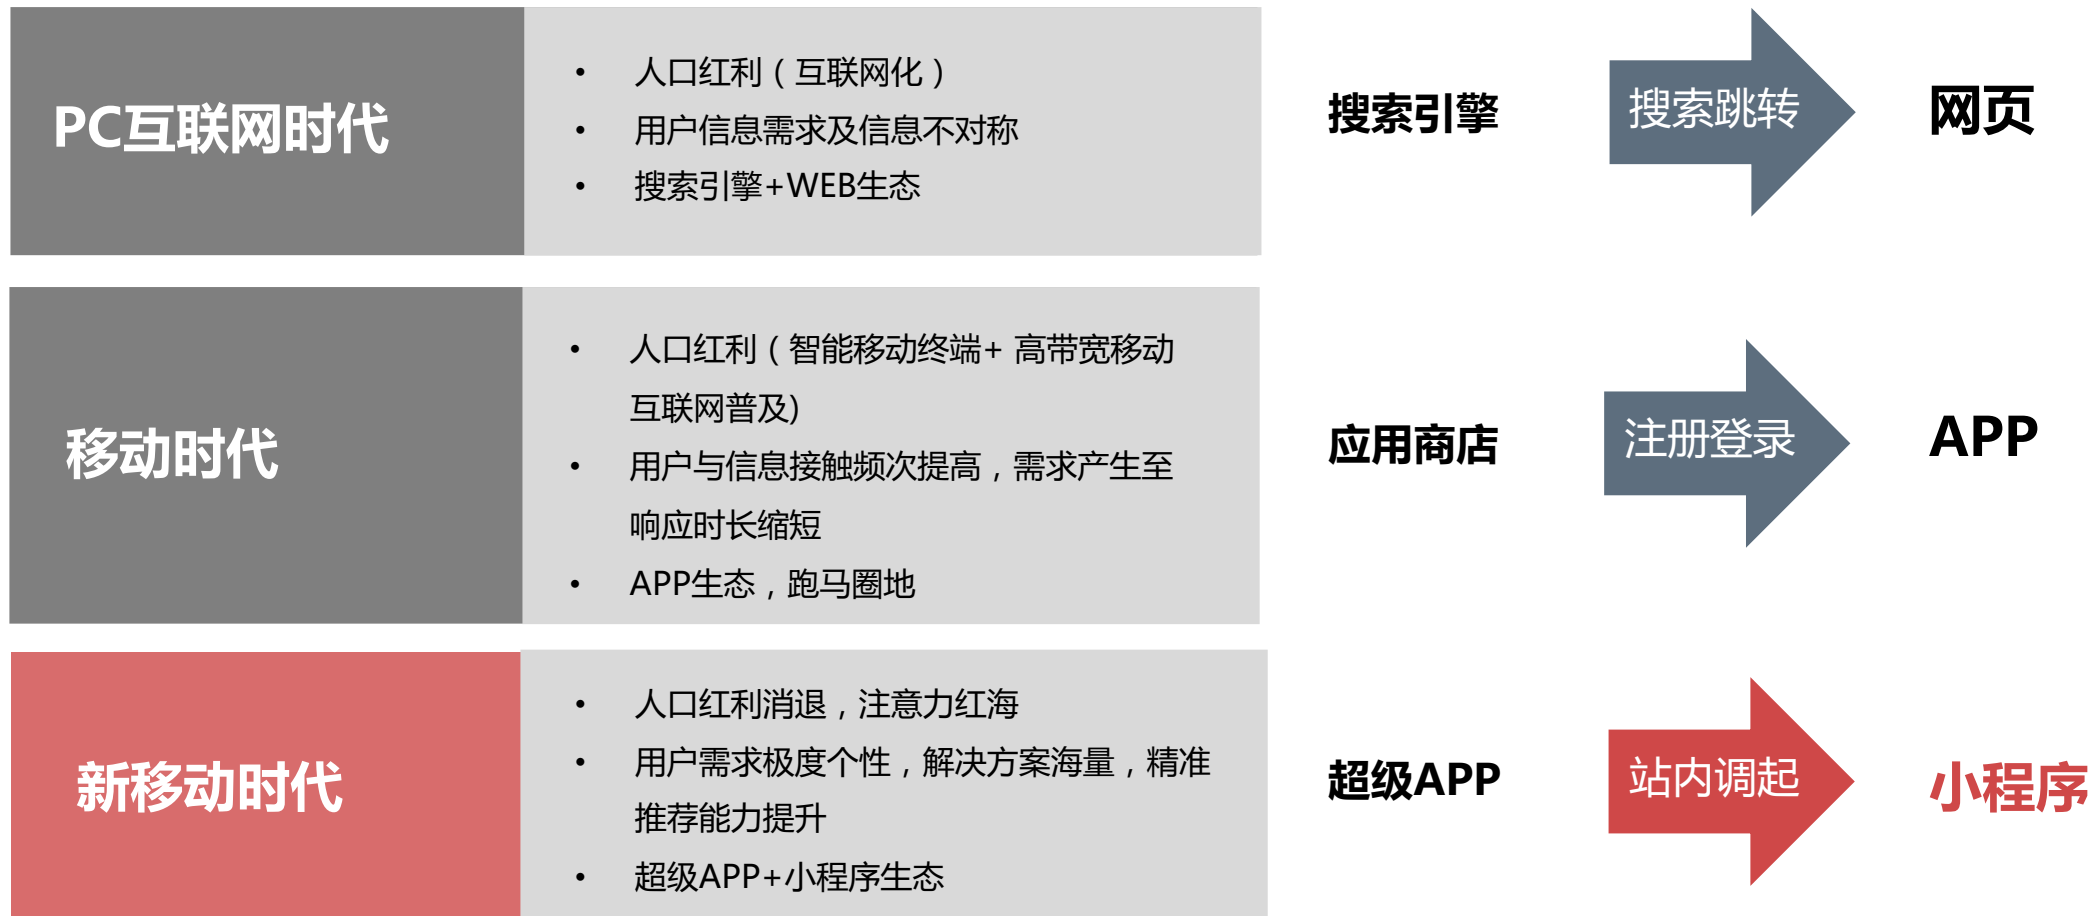 PC互联网时代
• 人口红利（互联网化）
• 用户信息需求及信息不对称
• 搜索引擎+WEB生态
搜索引擎
搜索跳转
网页
移动时代
• 人口红利（智能移动终端+ 高带宽移动
互联网普及)
• 用户与信息接触频次提高，需求产生至
响应时长缩短
• APP生态，跑马圈地
应用商店
注册登录
APP
新移动时代
• 人口红利消退，注意力红海
• 用户需求极度个性，解决方案海量，精准
推荐能力提升
• 超级APP+小程序生态
超级APP
站内调起
小程序